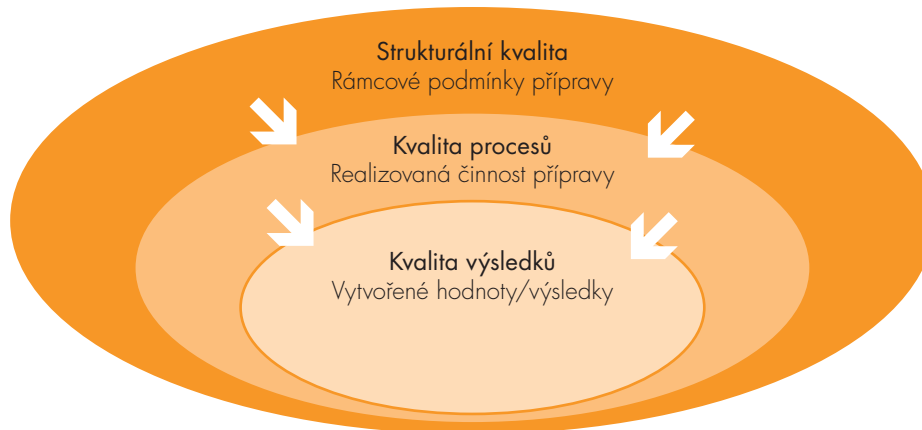 Strukturální kvalita
Rámcové podmínky přípravy
Kvalita procesů
Realizovaná činnost přípravy
Kvalita výsledků
Vytvořené hodnoty/výsledky